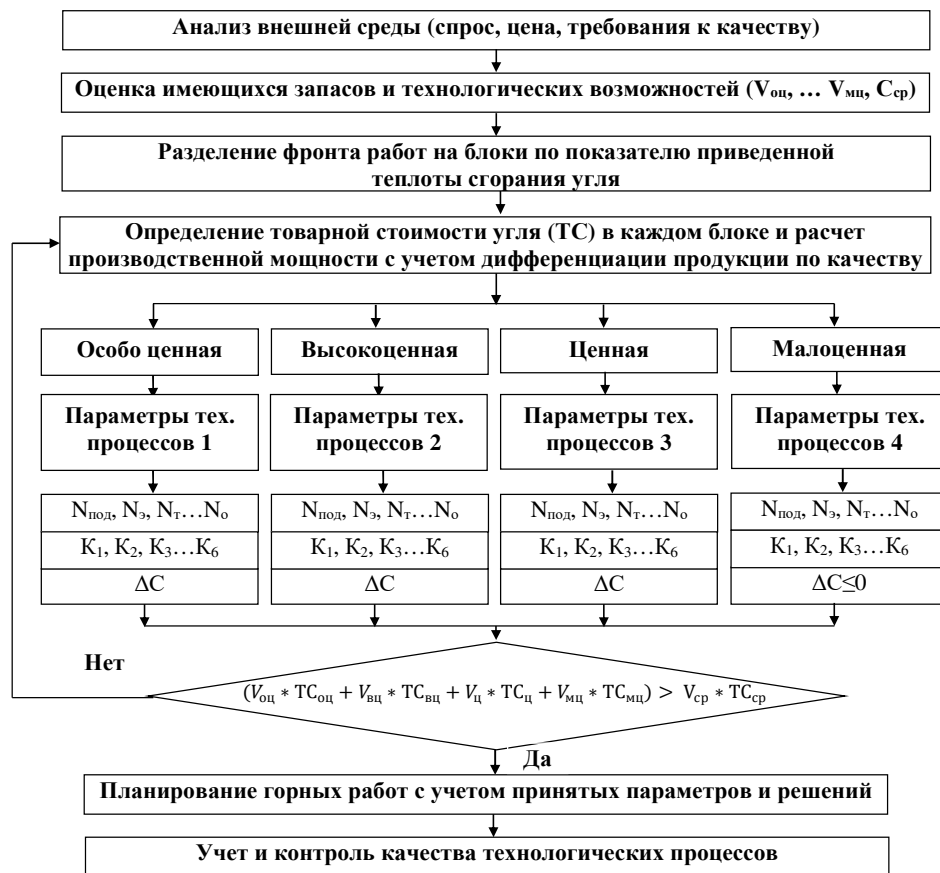 Анализ внешней среды (спрос, цена, требования к качеству)
Оценка имеющихся запасов и технологических возможностей (Vоц, … Vмц, Сср)
Разделение фронта работ на блоки по показателю приведенной
теплоты сгорания угля
Определение товарной стоимости угля (ТС) в каждом блоке и расчет
производственной мощности с учетом дифференциации продукции по качеству
Особо ценная
Высокоценная
Ценная
Малоценная
Параметры тех.
процессов 1
Параметры тех.
процессов 2
Параметры тех.
процессов 3
Параметры тех.
процессов 4
Nпод, Nэ, Nт…Nо
Nпод, Nэ, Nт…Nо
Nпод, Nэ, Nт…Nо
Nпод, Nэ, Nт…Nо
К₁, К₂, К₃…К₆
К₁, К₂, К₃…К₆
К₁, К₂, К₃…К₆
К₁, К₂, К₃…К₆
ΔС
ΔС
ΔС
ΔС≤0
Нет
(Vоц * ТСоц + Vвц * ТСвц + Vц * ТСц + Vмц * ТСмц) > Vср * ТСср
Да
Планирование горных работ с учетом принятых параметров и решений
Учет и контроль качества технологических процессов